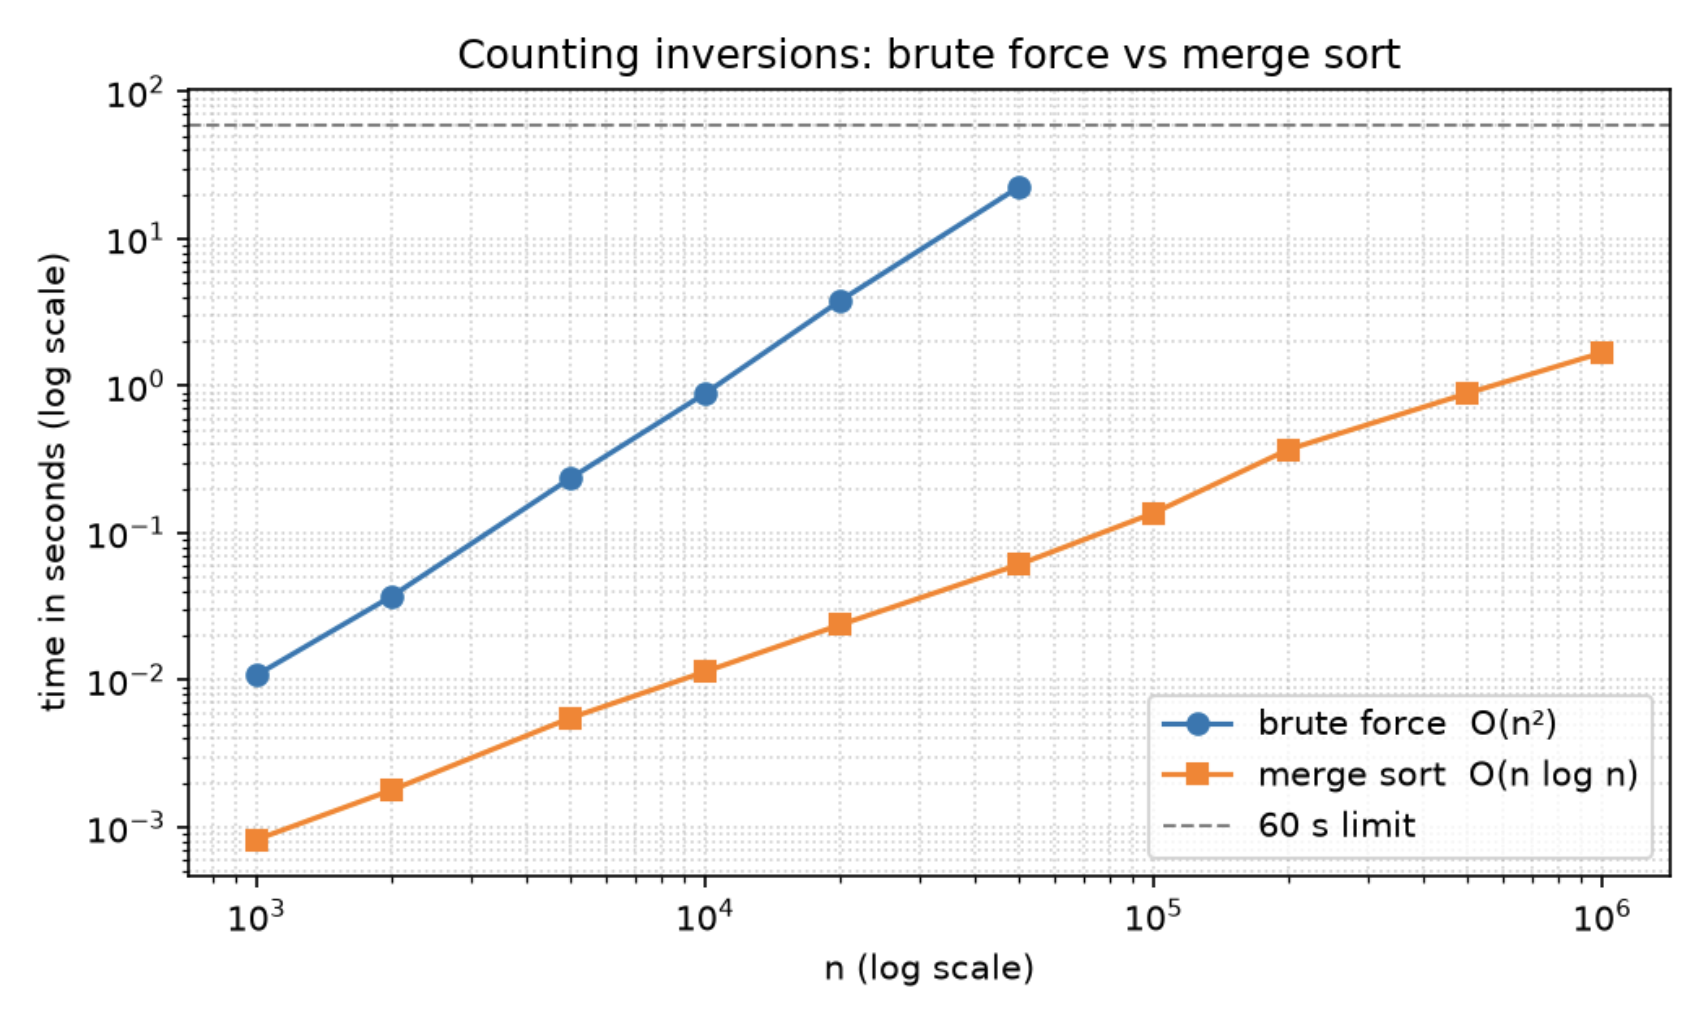 Counting inversions: brute force vs merge sort
time in seconds (log scale)
10²
10¹
10⁰
10⁻¹
10⁻²
10⁻³
brute force O(n²)
merge sort O(n log n)
60 s limit
10³ 10⁴ 10⁵ 10⁶
n (log scale)